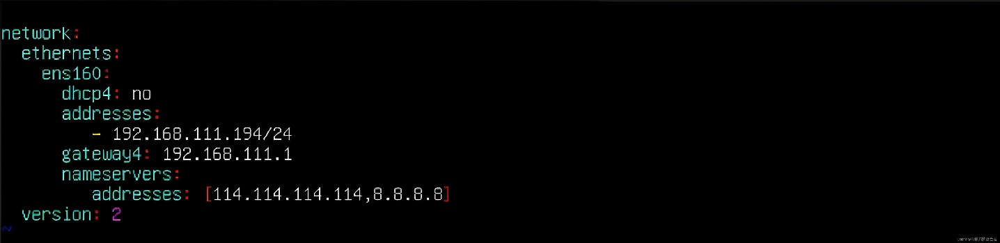 network:
  ethernets:
    ens160:
      dhcp4: no
      addresses:
         - 192.168.111.194/24
      gateway4: 192.168.111.1
      nameservers:
         addresses: [114.114.114.114,8.8.8.8]
  version: 2
~
CSDN